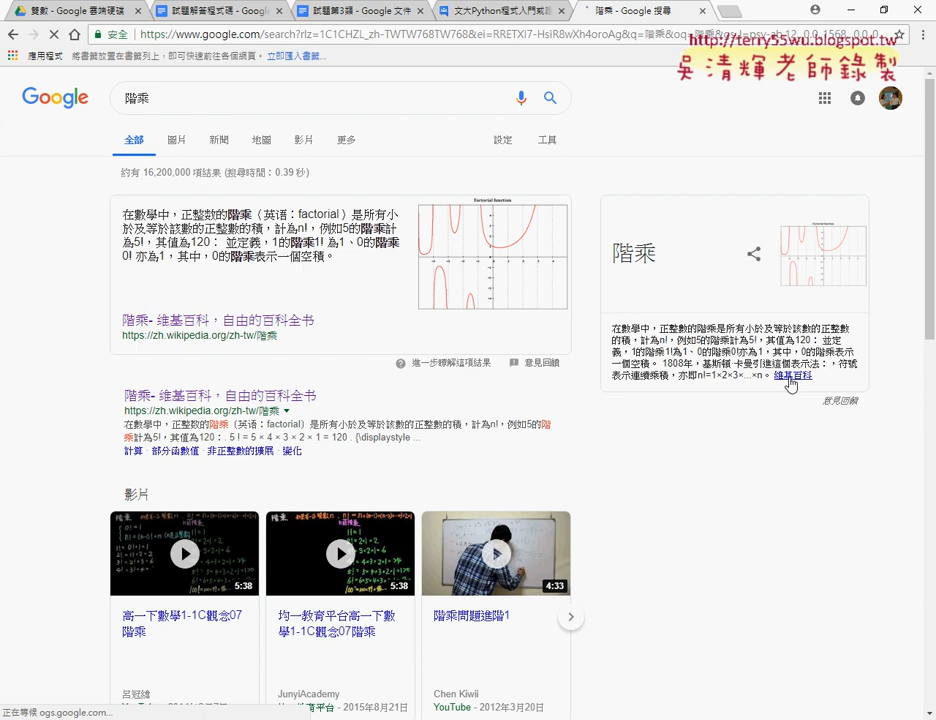 雙數 - Google 雲端硬碟
試題解答程式碼 - Goog
試題第3類 - Google 文件
文大Python程式入門或
階乘 - Google 搜尋
安全
應用程式
將書籤位置在書籤列上，即可快速前往各個網頁。
立即匯入書籤...
http://terry55wu.blogspot.tw
吳清輝老師錄製
Google
階乘
全部 圖片 新聞 地圖 影片 更多 設定 工具
約有 16,200,000 項結果 (搜尋時間：0.39 秒)
在數學中，正整数的階乘（英语：factorial）是所有小
於及等於該數的正整數的積，計為n!，例如5的階乘計
為5!，其值為120： 並定義，1的階乘1! 為1、0的階乘
0! 亦為1，其中，0的階乘表示一個空積。
Factorial function
階乘- 维基百科，自由的百科全书
https://zh.wikipedia.org/zh-tw/階乘
進一步瞭解這項結果 意見回饋
階乘
在數學中，正整數的階乘是所有小於及等於該數的正整數
的積，計為n!，例如5的階乘計為5!，其值為120： 並定
義，1的階乘1!為1、0的階乘0!亦為1，其中，0的階乘表示
一個空積。 1808年，基斯頓·卡曼引進這個表示法：，符號
表示連續乘積，亦即n!=1×2×3×...×n。 維基百科
意見回饋
階乘- 维基百科，自由的百科全书
https://zh.wikipedia.org/zh-tw/階乘
在數學中，正整数的階乘（英语：factorial）是所有小於及等於該數的正整數的積，計為n!，例如5的階
乘計為5!，其值為120：. 5 ! = 5 × 4 × 3 × 2 × 1 = 120 . {\displaystyle ...
計算 · 部分函數值 · 非正整數的擴展 · 變化
影片
5:38
5:38
4:33
高一下數學1-1C觀念07
階乘
均一教育平台高一下數
學1-1C觀念07階乘
階乘問題進階1
呂冠緯
JunyiAcademy
Chen Kiwii
YouTube - 2012年3月20日
2015年8月21日
正在等候 ogs.google.com...